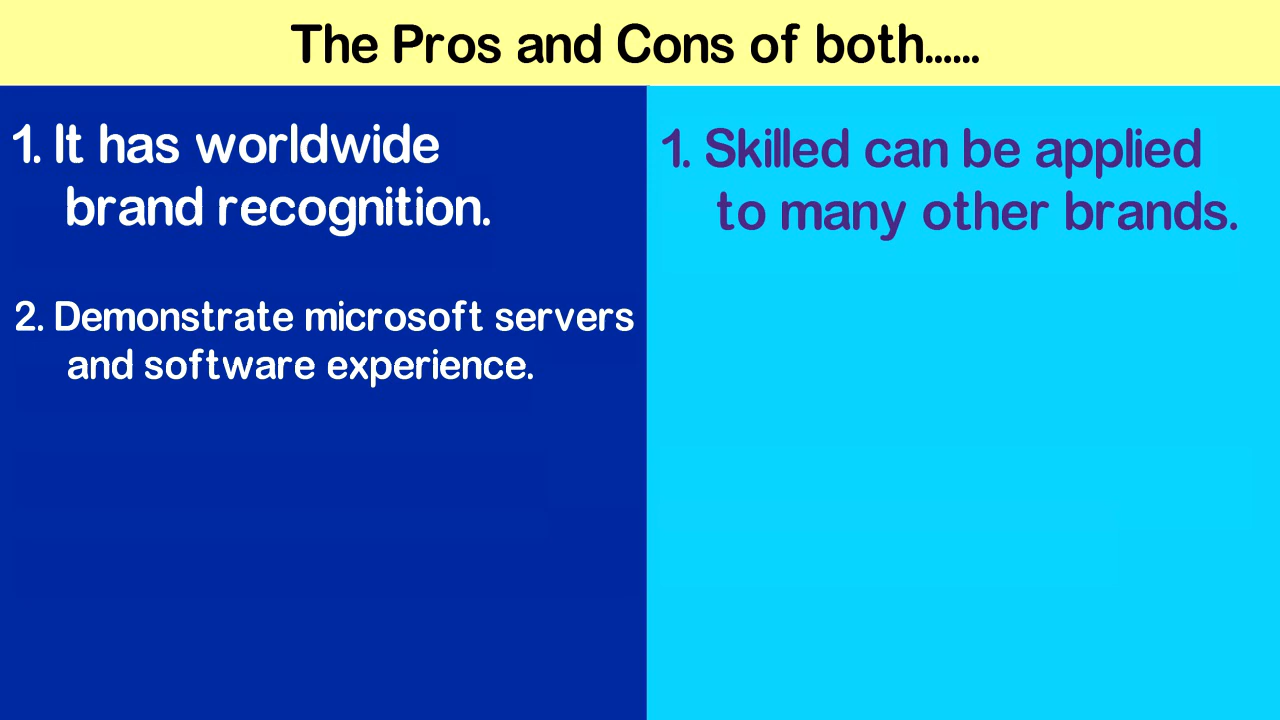 The Pros and Cons of both......
1. It has worldwide
brand recognition.
2. Demonstrate microsoft servers
and software experience.
1. Skilled can be applied
to many other brands.